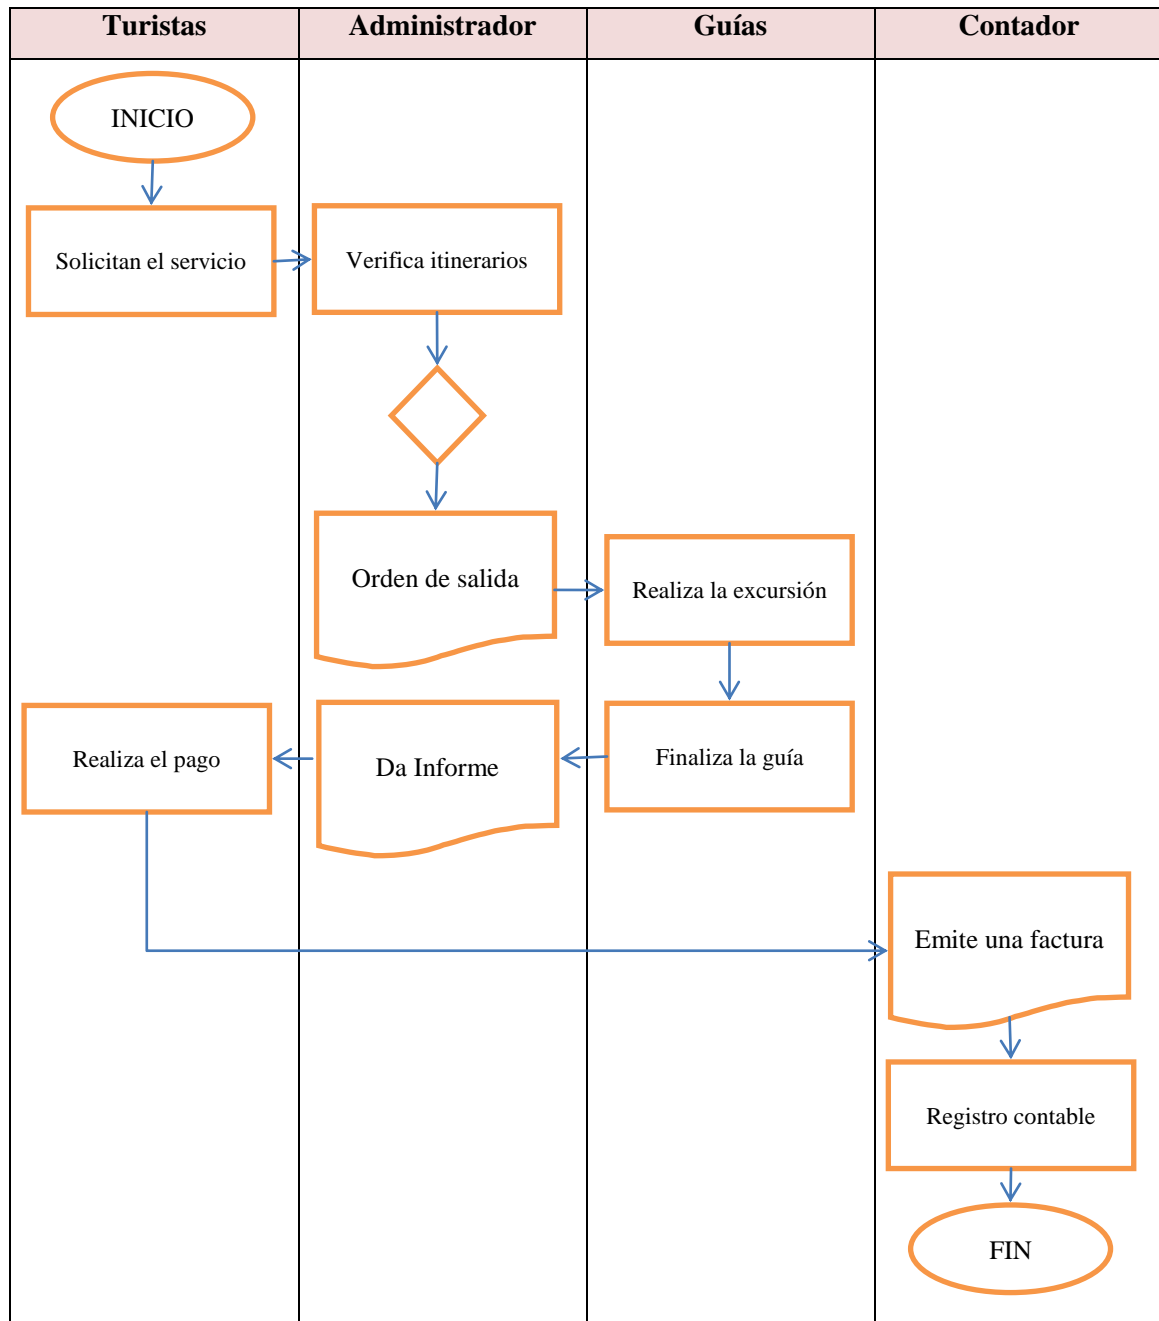 Turistas
Administrador
Guías
Contador
INICIO
Solicitan el servicio
Verifica itinerarios
Orden de salida
Realiza la excursión
Realiza el pago
Da Informe
Finaliza la guía
Emite una factura
Registro contable
FIN